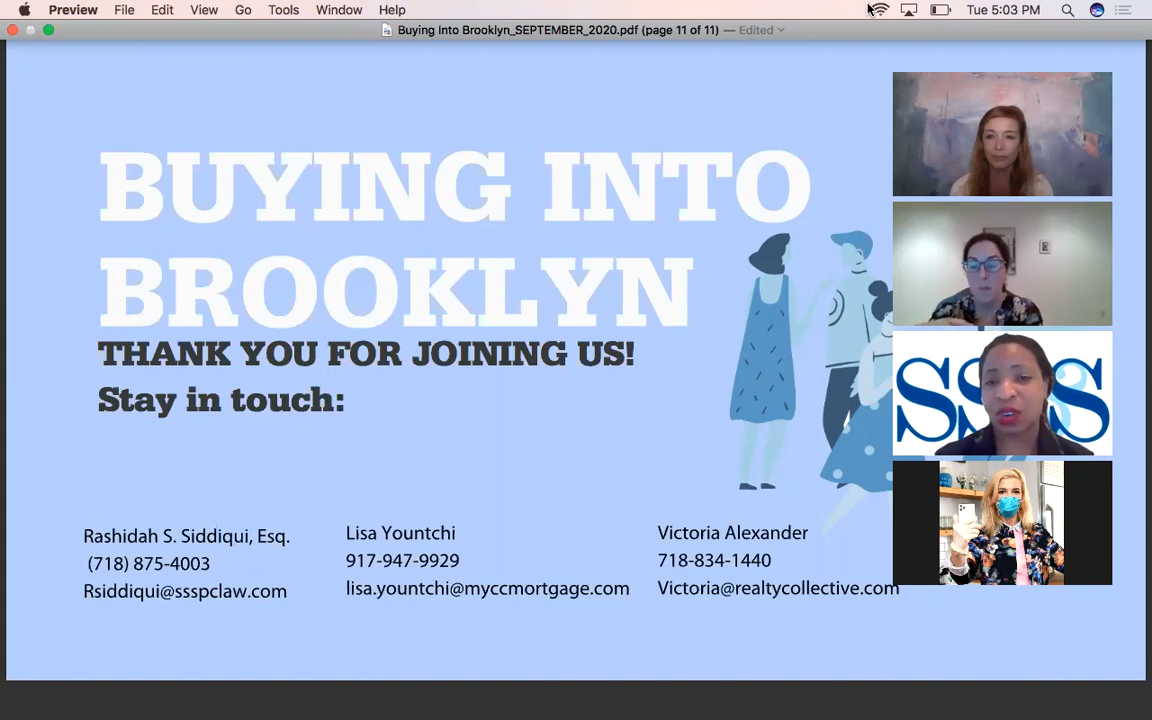 Preview File Edit View Go Tools Window Help Tue 5:03 PM
Buying Into Brooklyn_SEPTEMBER_2020.pdf (page 11 of 11) — Edited
BUYING INTO
BROOKLYN
THANK YOU FOR JOINING US!
Stay in touch:
SSPS
Rashidah S. Siddiqui, Esq.
(718) 875-4003
Rsiddiqui@ssspclaw.com
Lisa Yountchi
917-947-9929
lisa.yountchi@myccmortgage.com
Victoria Alexander
718-834-1440
Victoria@realtycollective.com